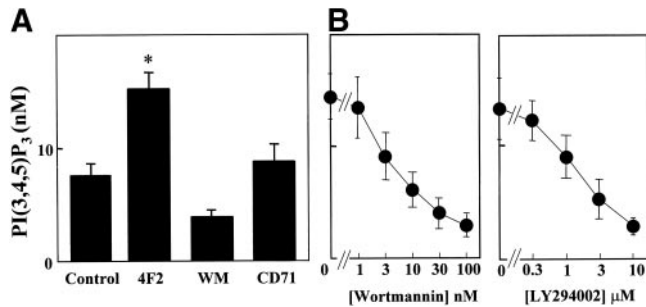 A
B
PI(3,4,5)P3 (nM)
*
10
0
Control 4F2 WM CD71
0 1 3 10 30 100
[Wortmannin] nM
0 0.3 1 3 10
[LY294002] μM